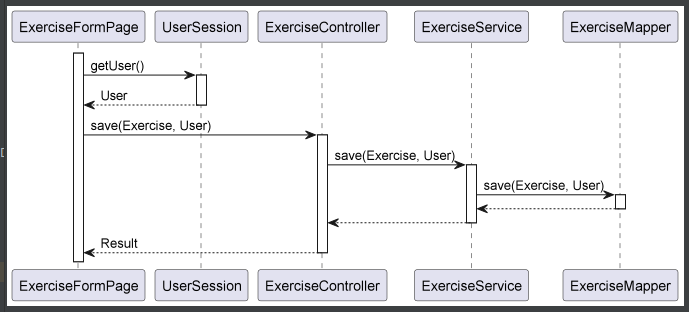 ExerciseFormPage UserSession ExerciseController ExerciseService ExerciseMapper
getUser()
User
save(Exercise, User)
save(Exercise, User)
save(Exercise, User)
Result
ExerciseFormPage UserSession ExerciseController ExerciseService ExerciseMapper